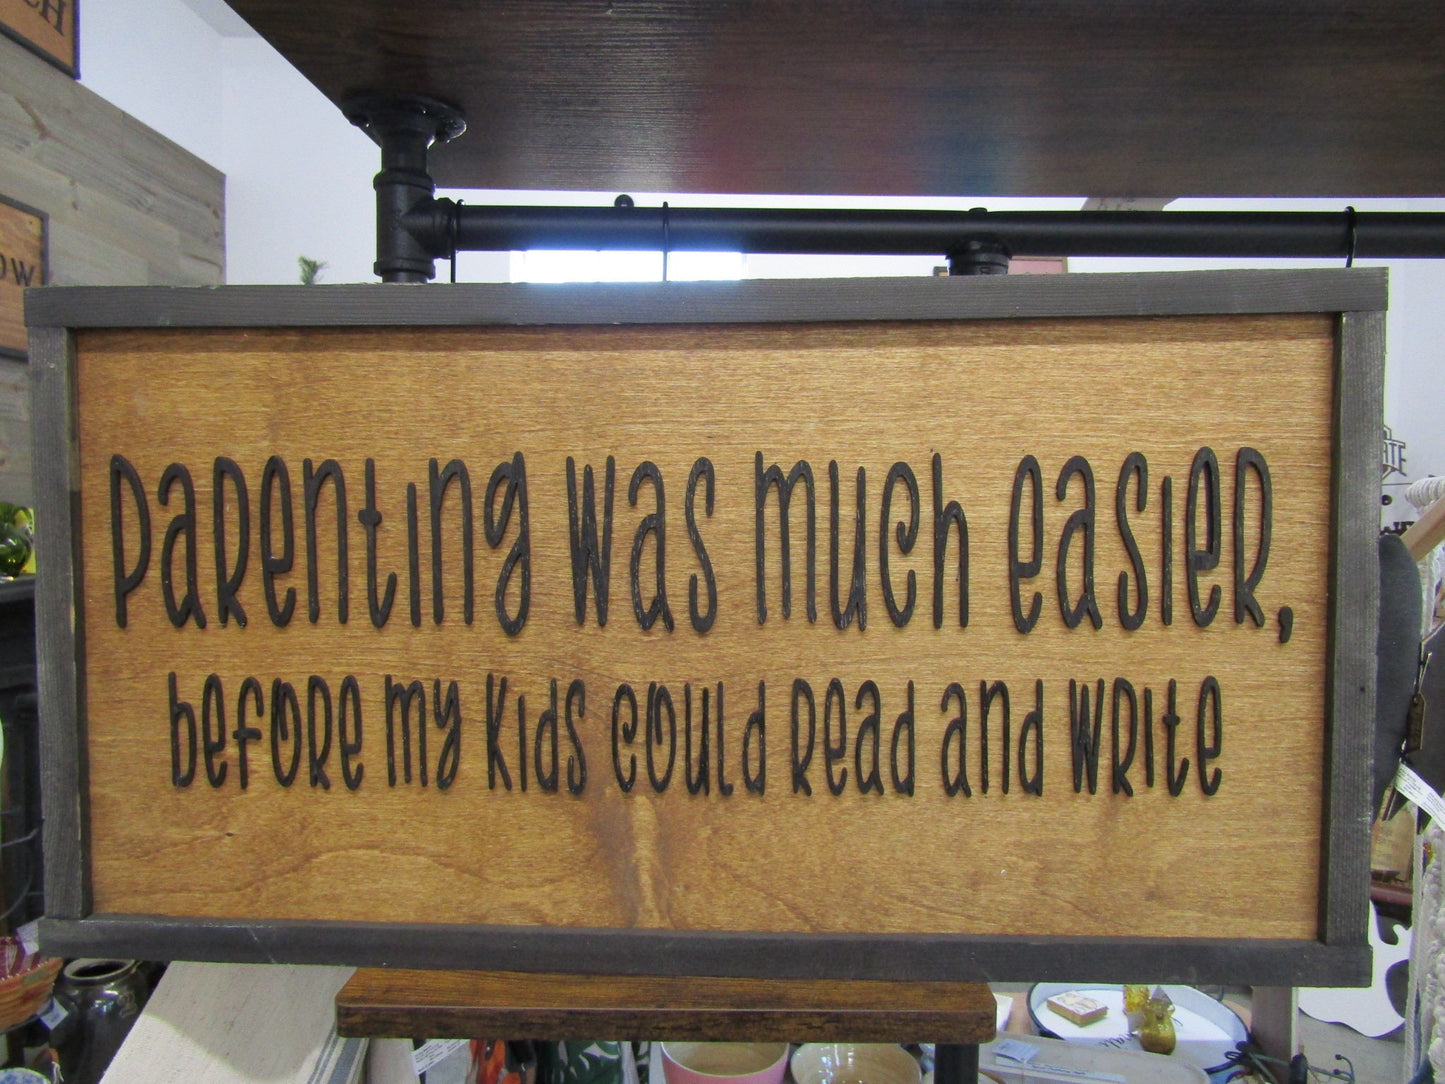 Parenting was much easier,
before my kids could read and write